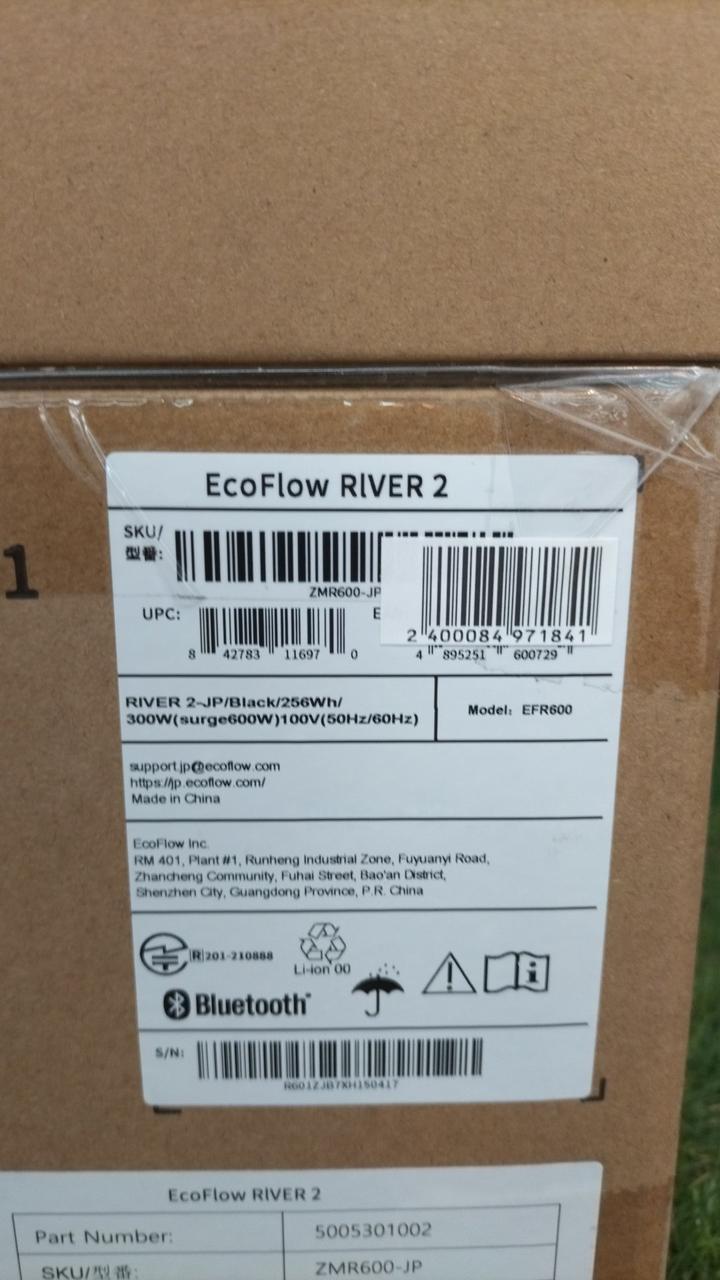 EcoFlow RIVER 2
1
SKU/
型番:
ZMR600-JP
UPC:
8 42783 11697 0
2 400084 971841
4 895251 600729
RIVER 2-JP/Black/256Wh/
300W(surge600W)100V(50Hz/60Hz)
Model: EFR600
support.jp@ecoflow.com
https://jp.ecoflow.com/
Made in China
EcoFlow Inc.
RM 401, Plant #1, Runheng Industrial Zone, Fuyuanyi Road,
Zhancheng Community, Fuhai Street, Bao'an District,
Shenzhen City, Guangdong Province, P.R. China
R 201-210888
Li-ion 00
Bluetooth
S/N:
R601ZJB7XH150417
EcoFlow RIVER 2
Part Number: 5005301002
SKU/型番: ZMR600-JP